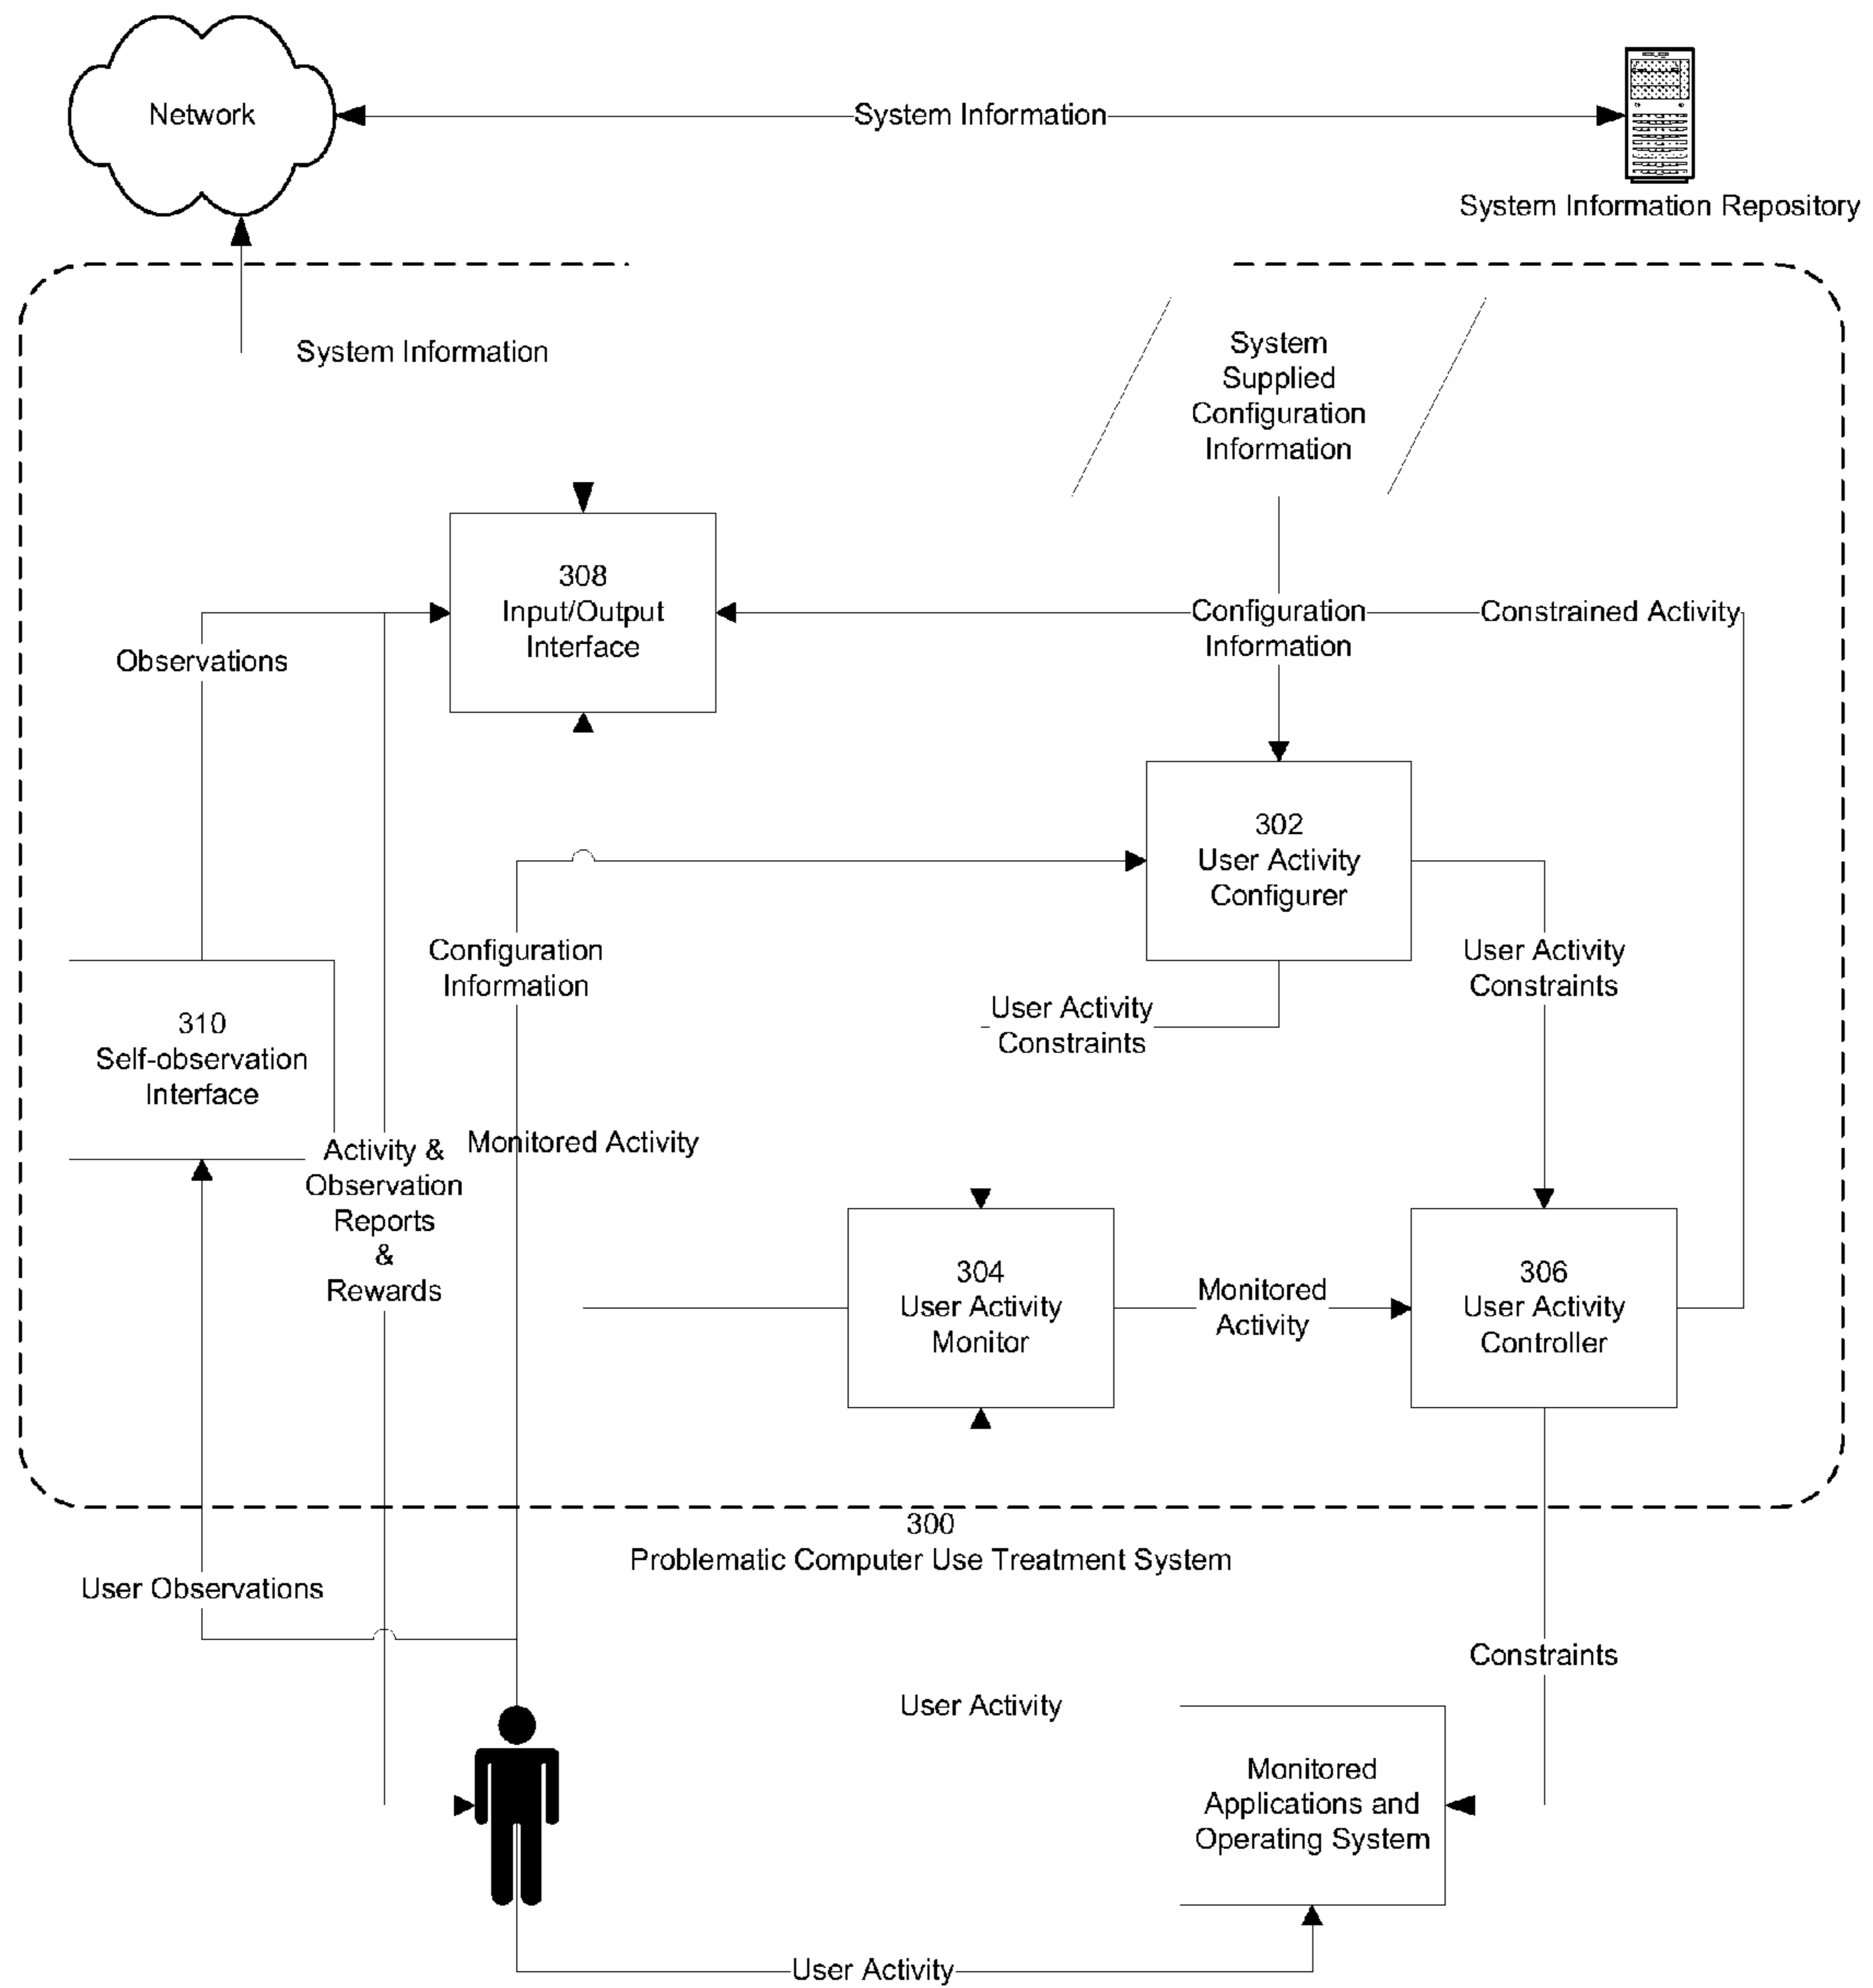 Network
System Information
System Information Repository
System Information
System
Supplied
Configuration
Information
308
Input/Output
Interface
Configuration
Information
Constrained Activity
Observations
302
User Activity
Configurer
Configuration
Information
User Activity
Constraints
User Activity
Constraints
310
Self-observation
Interface
Monitored Activity
Activity &
Observation
Reports
&
Rewards
304
User Activity
Monitor
Monitored
Activity
306
User Activity
Controller
300
Problematic Computer Use Treatment System
User Observations
Constraints
User Activity
Monitored
Applications and
Operating System
User Activity